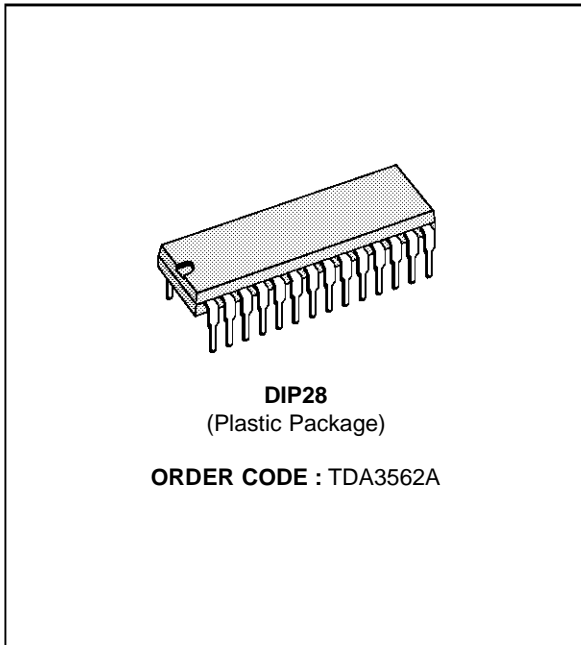 DIP28
(Plastic Package)
ORDER CODE : TDA3562A